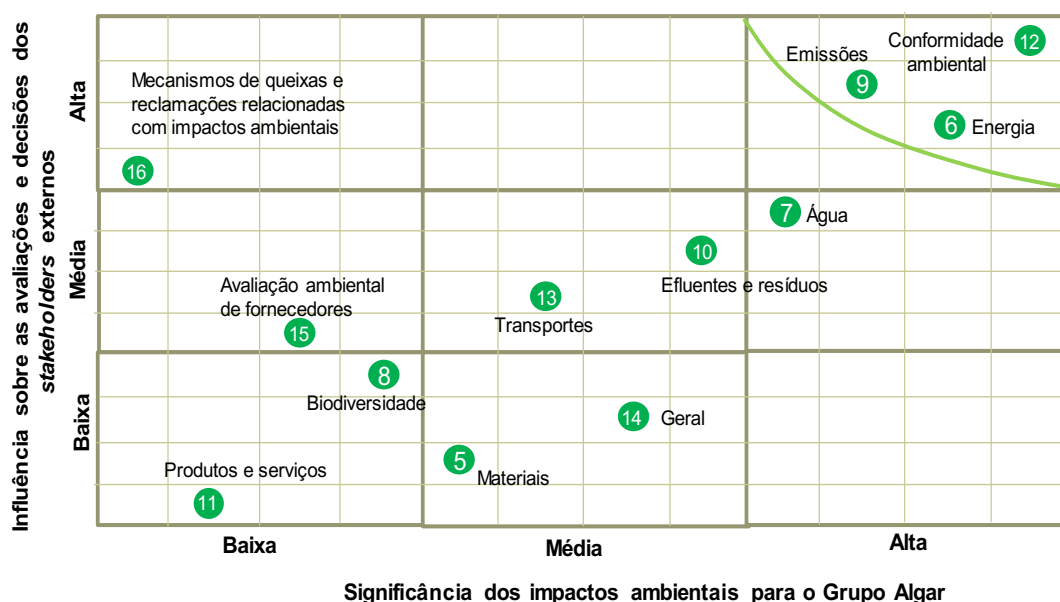 Influência sobre as avaliações e decisões dos
stakeholders externos
Alta
Média
Baixa
Mecanismos de queixas e
reclamações relacionadas
com impactos ambientais
16
Emissões
9
Conformidade
ambiental
12
6
Energia
7
Água
10
Efluentes e resíduos
13
Transportes
Avaliação ambiental
de fornecedores
15
8
Biodiversidade
14
Geral
5
Materiais
Produtos e serviços
11
Baixa
Média
Alta
Significância dos impactos ambientais para o Grupo Algar